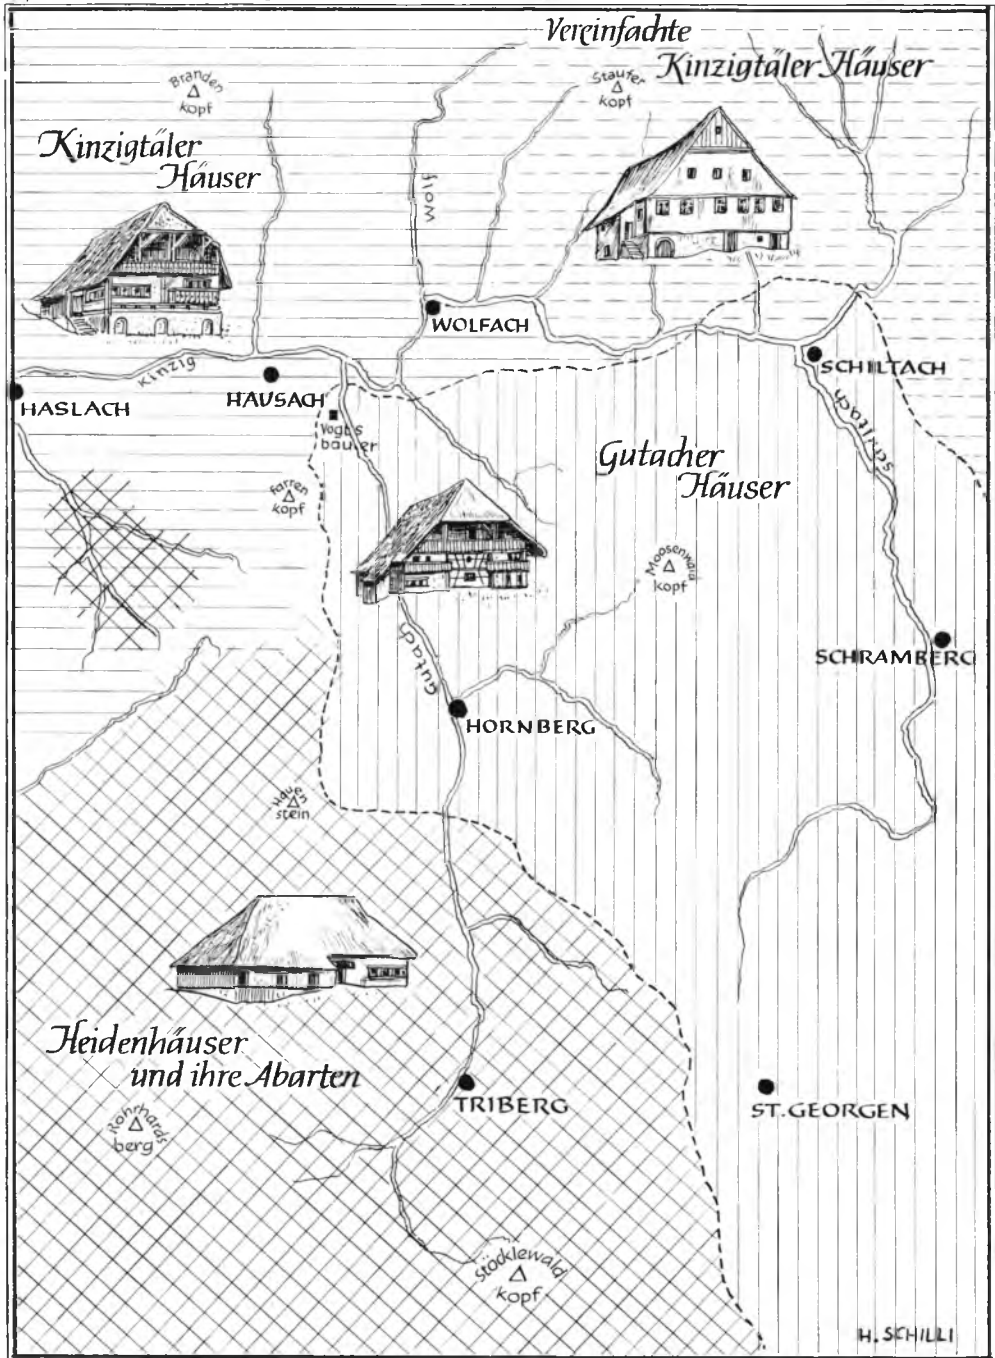 Vereinfachte
Kinzigtäler Häuser
Branden
kopf
Staufer
kopf
Kinzigtäler
Häuser
Wolf
WOLFACH
Kinzig
SCHILTACH
HASLACH
HAUSACH
Vogts
bauer
Schiltach
Gutacher
Häuser
Farren
kopf
Moosenwald
kopf
Gutach
SCHRAMBERG
HORNBERG
Hauen
stein
Heidenhäuser
und ihre Abarten
Rohrhards
berg
TRIBERG
ST. GEORGEN
Stöcklewald
kopf
H. SCHILLI